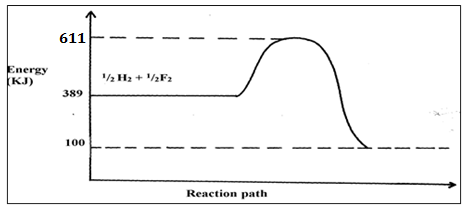 611
Energy
(KJ)
½ H₂ + ½F₂
389
100
Reaction path